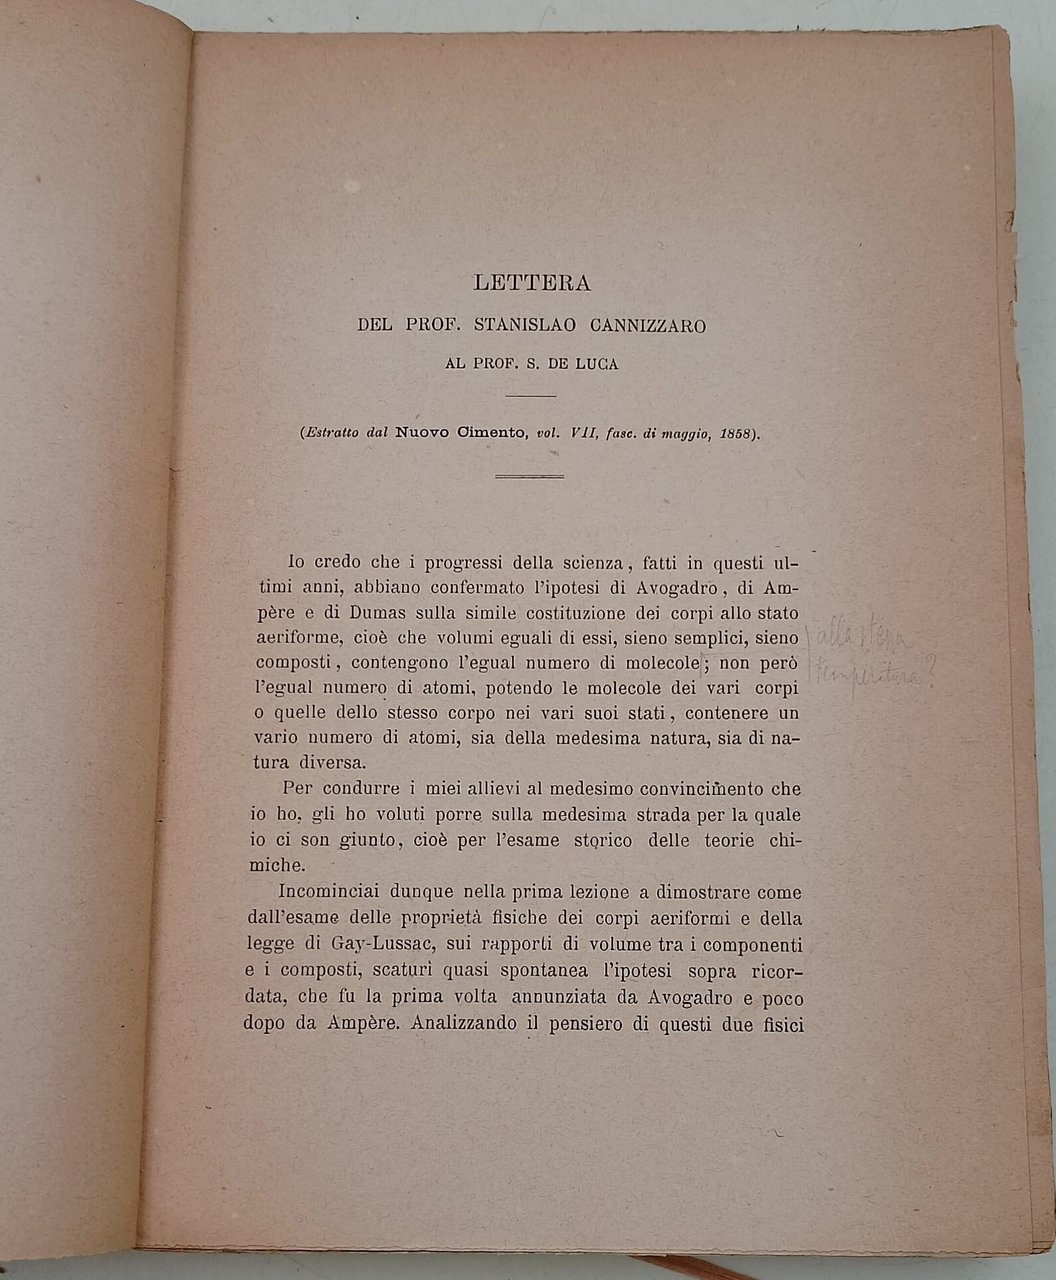 LETTERA
DEL PROF. STANISLAO CANNIZZARO
AL PROF. S. DE LUCA
(Estratto dal Nuovo Cimento, vol. VII, fasc. di maggio, 1858).
Io credo che i progressi della scienza, fatti in questi ul-
timi anni, abbiano confermato l'ipotesi di Avogadro, di Am-
père e di Dumas sulla simile costituzione dei corpi allo stato
aeriforme, cioè che volumi eguali di essi, sieno semplici, sieno
composti, contengono l'egual numero di molecole; non però
l'egual numero di atomi, potendo le molecole dei vari corpi
o quelle dello stesso corpo nei vari suoi stati, contenere un
vario numero di atomi, sia della medesima natura, sia di na-
tura diversa.
alla stessa
temperatura?
Per condurre i miei allievi al medesimo convincimento che
io ho, gli ho voluti porre sulla medesima strada per la quale
io ci son giunto, cioè per l'esame storico delle teorie chi-
miche.
Incominciai dunque nella prima lezione a dimostrare come
dall'esame delle proprietà fisiche dei corpi aeriformi e della
legge di Gay-Lussac, sui rapporti di volume tra i componenti
e i composti, scaturì quasi spontanea l'ipotesi sopra ricor-
data, che fu la prima volta annunziata da Avogadro e poco
dopo da Ampère. Analizzando il pensiero di questi due fisici